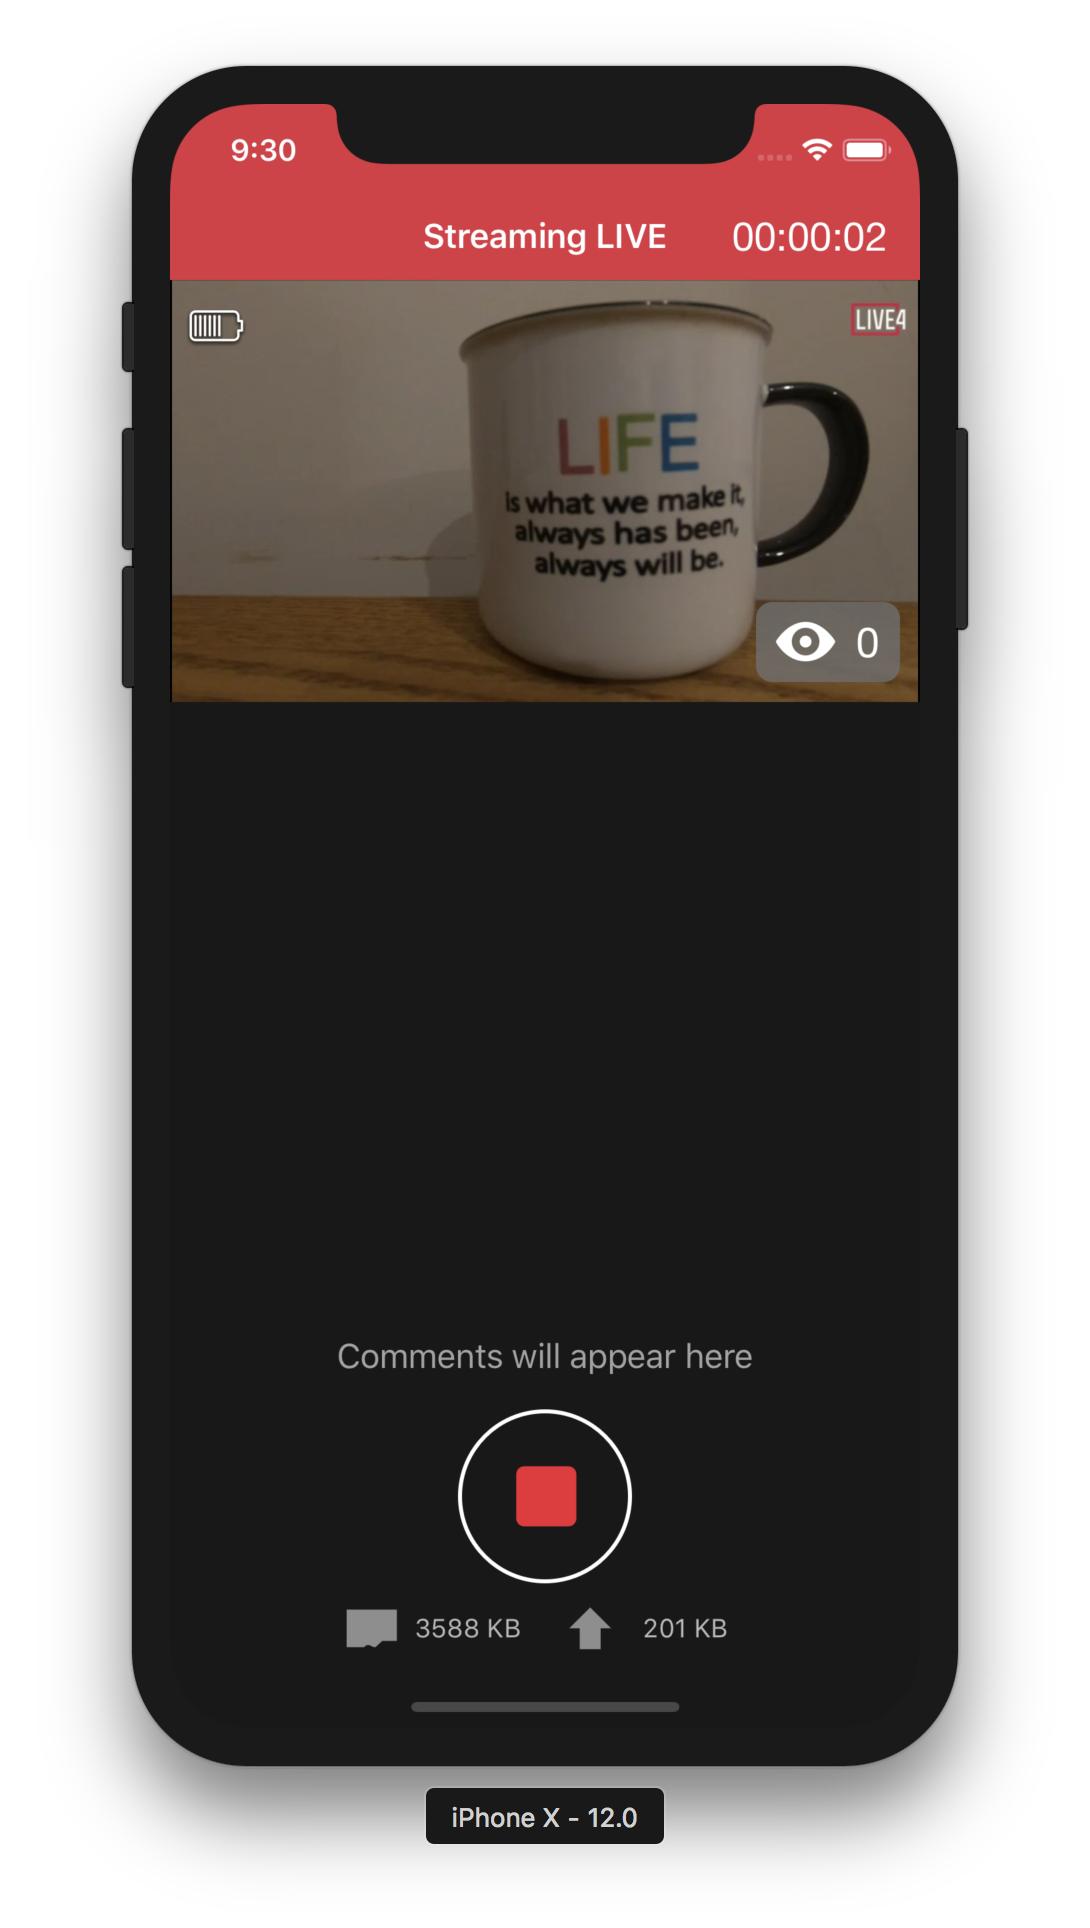 9:30
Streaming LIVE 00:00:02
LIVE4
LIFE
is what we make it,
always has been,
always will be.
0
Comments will appear here
3588 KB 201 KB
iPhone X - 12.0